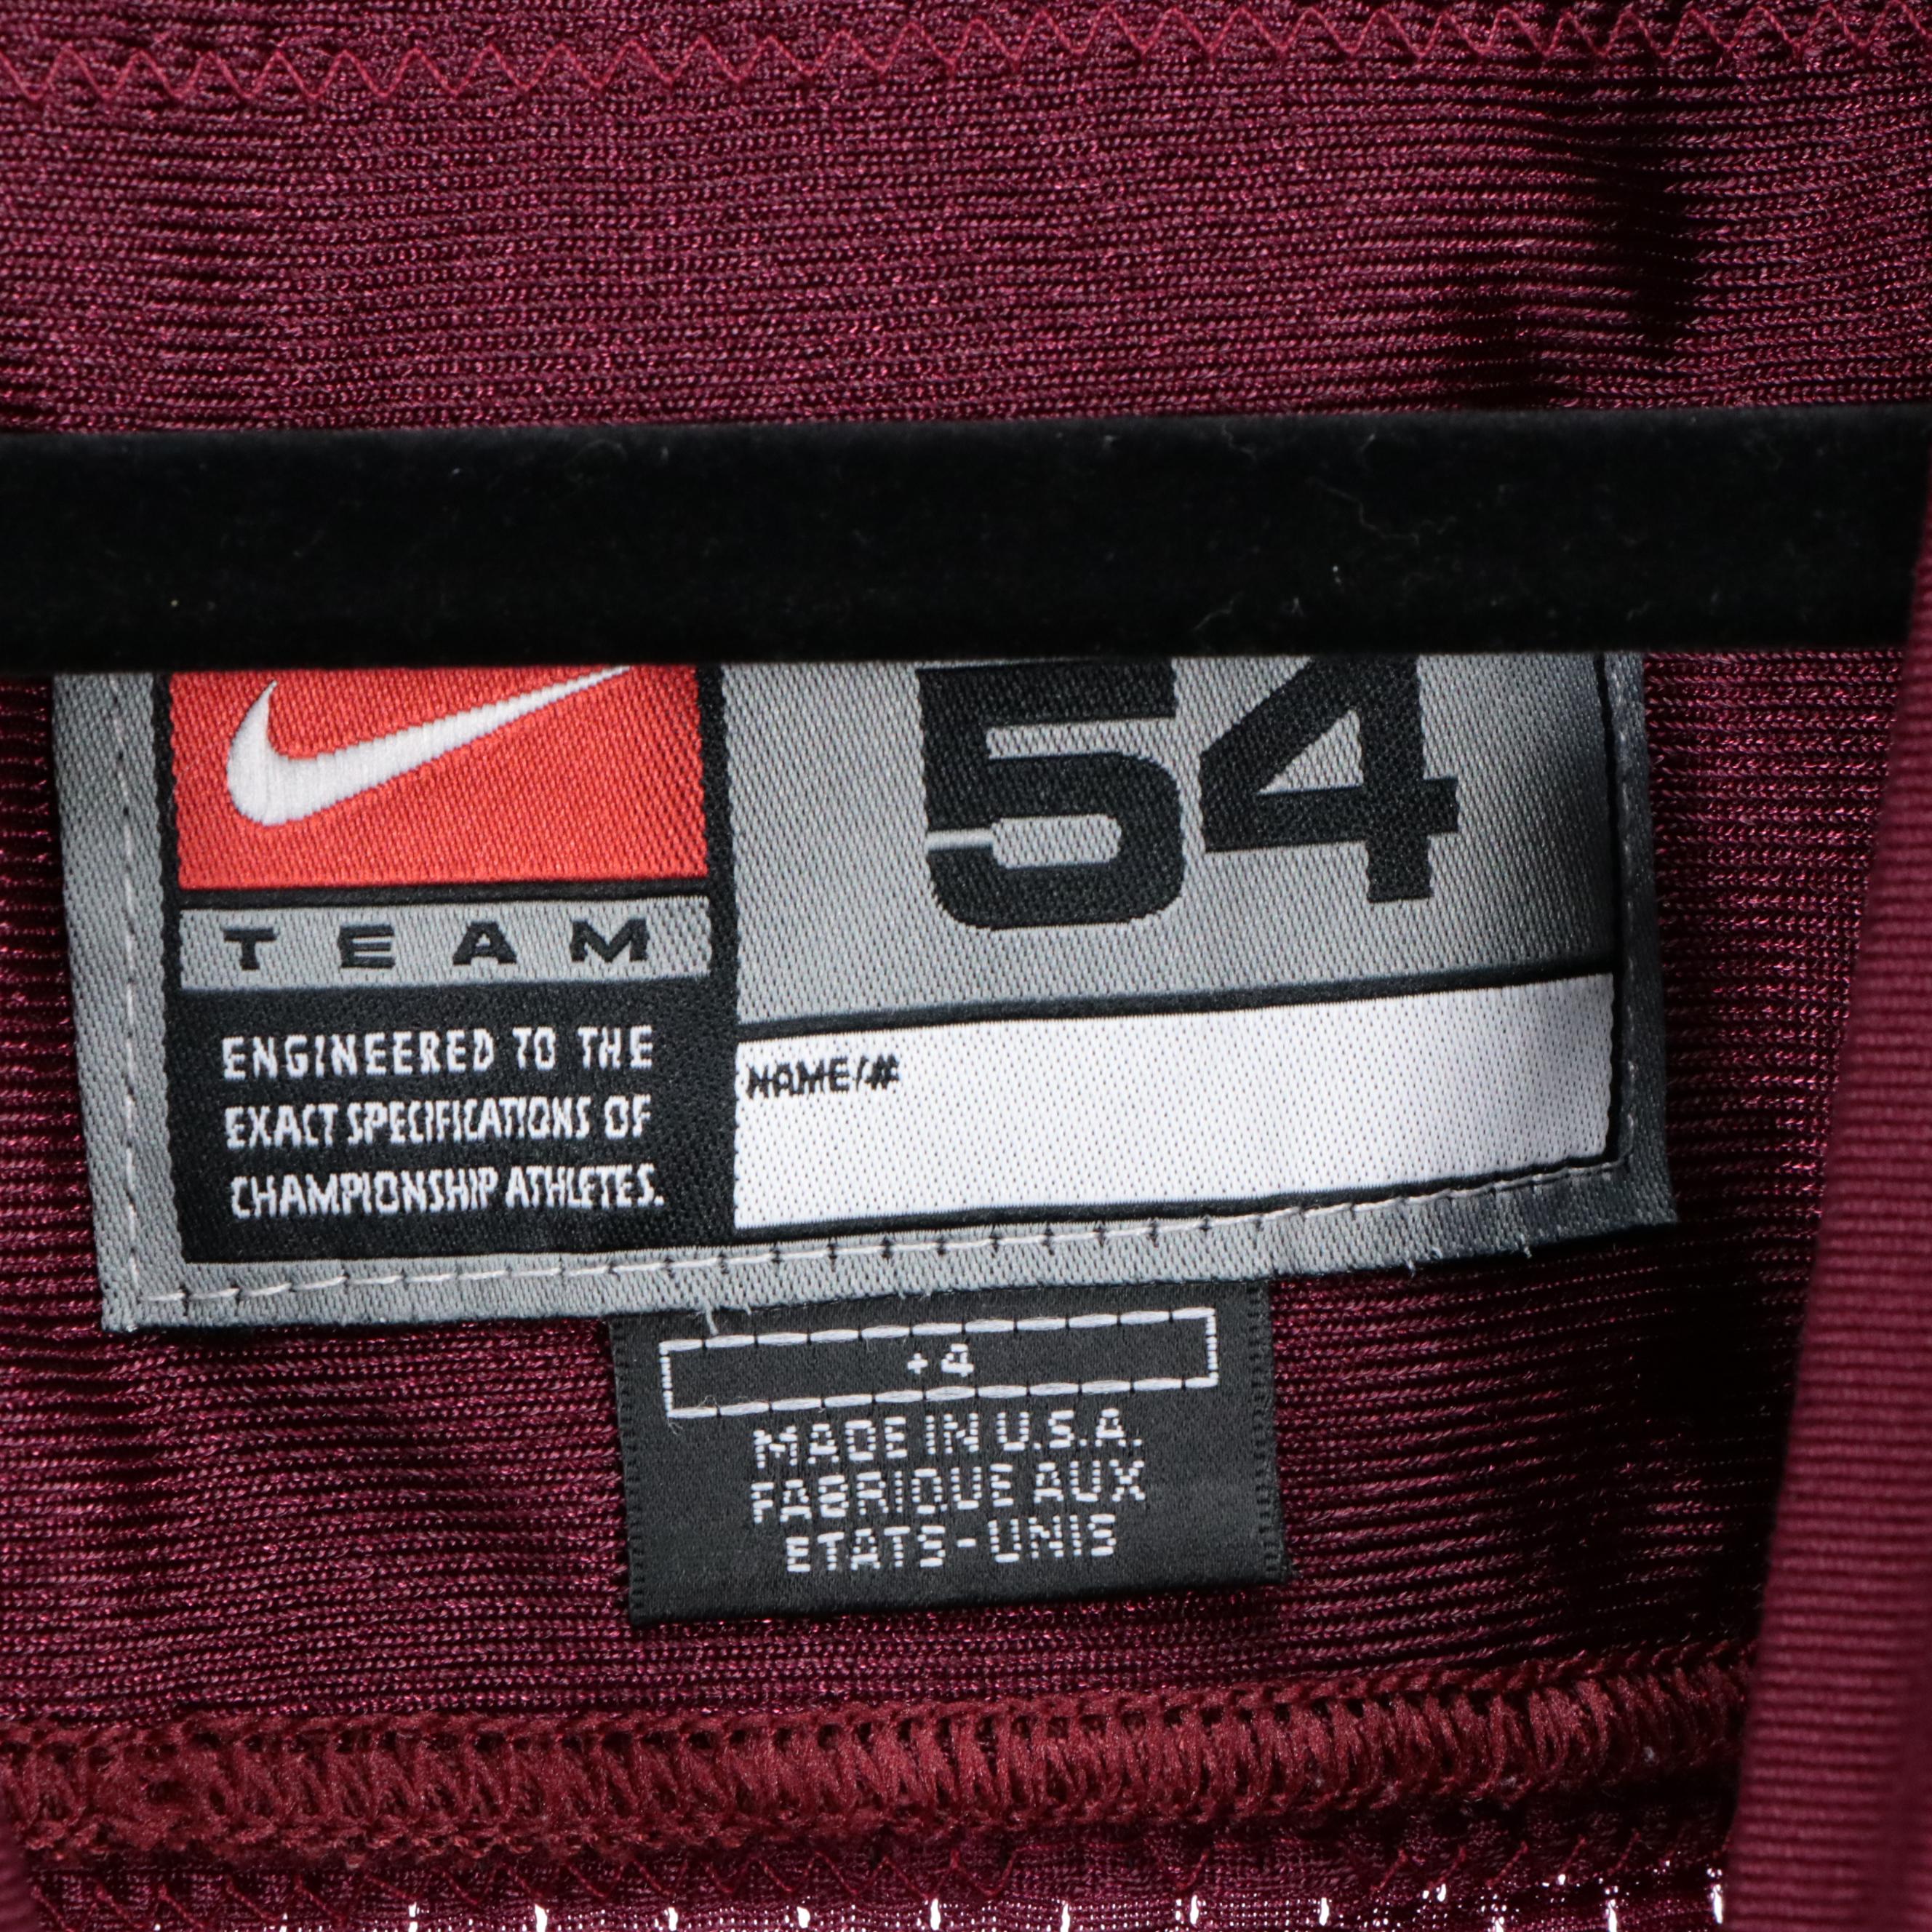 54
TEAM
ENGINEERED TO THE
EXACT SPECIFICATIONS OF
CHAMPIONSHIP ATHLETES.
NAME/#
+4
MADE IN U.S.A.
FABRIQUE AUX
ETATS-UNIS